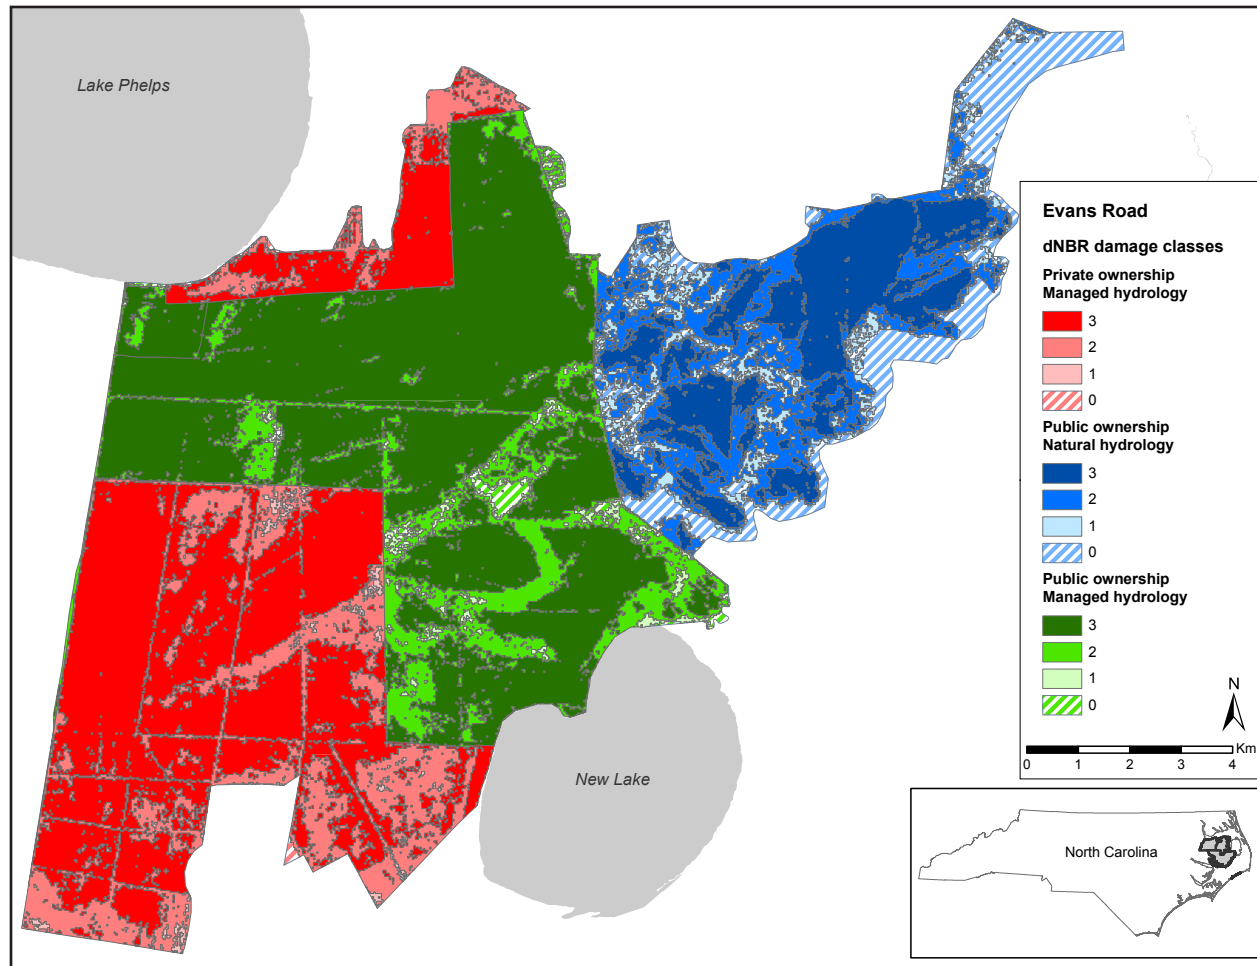 Lake Phelps
New Lake
Evans Road
dNBR damage classes
Private ownership
Managed hydrology
3
2
1
0
Public ownership
Natural hydrology
3
2
1
0
Public ownership
Managed hydrology
3
2
1
0
N
Km
0 1 2 3 4
North Carolina